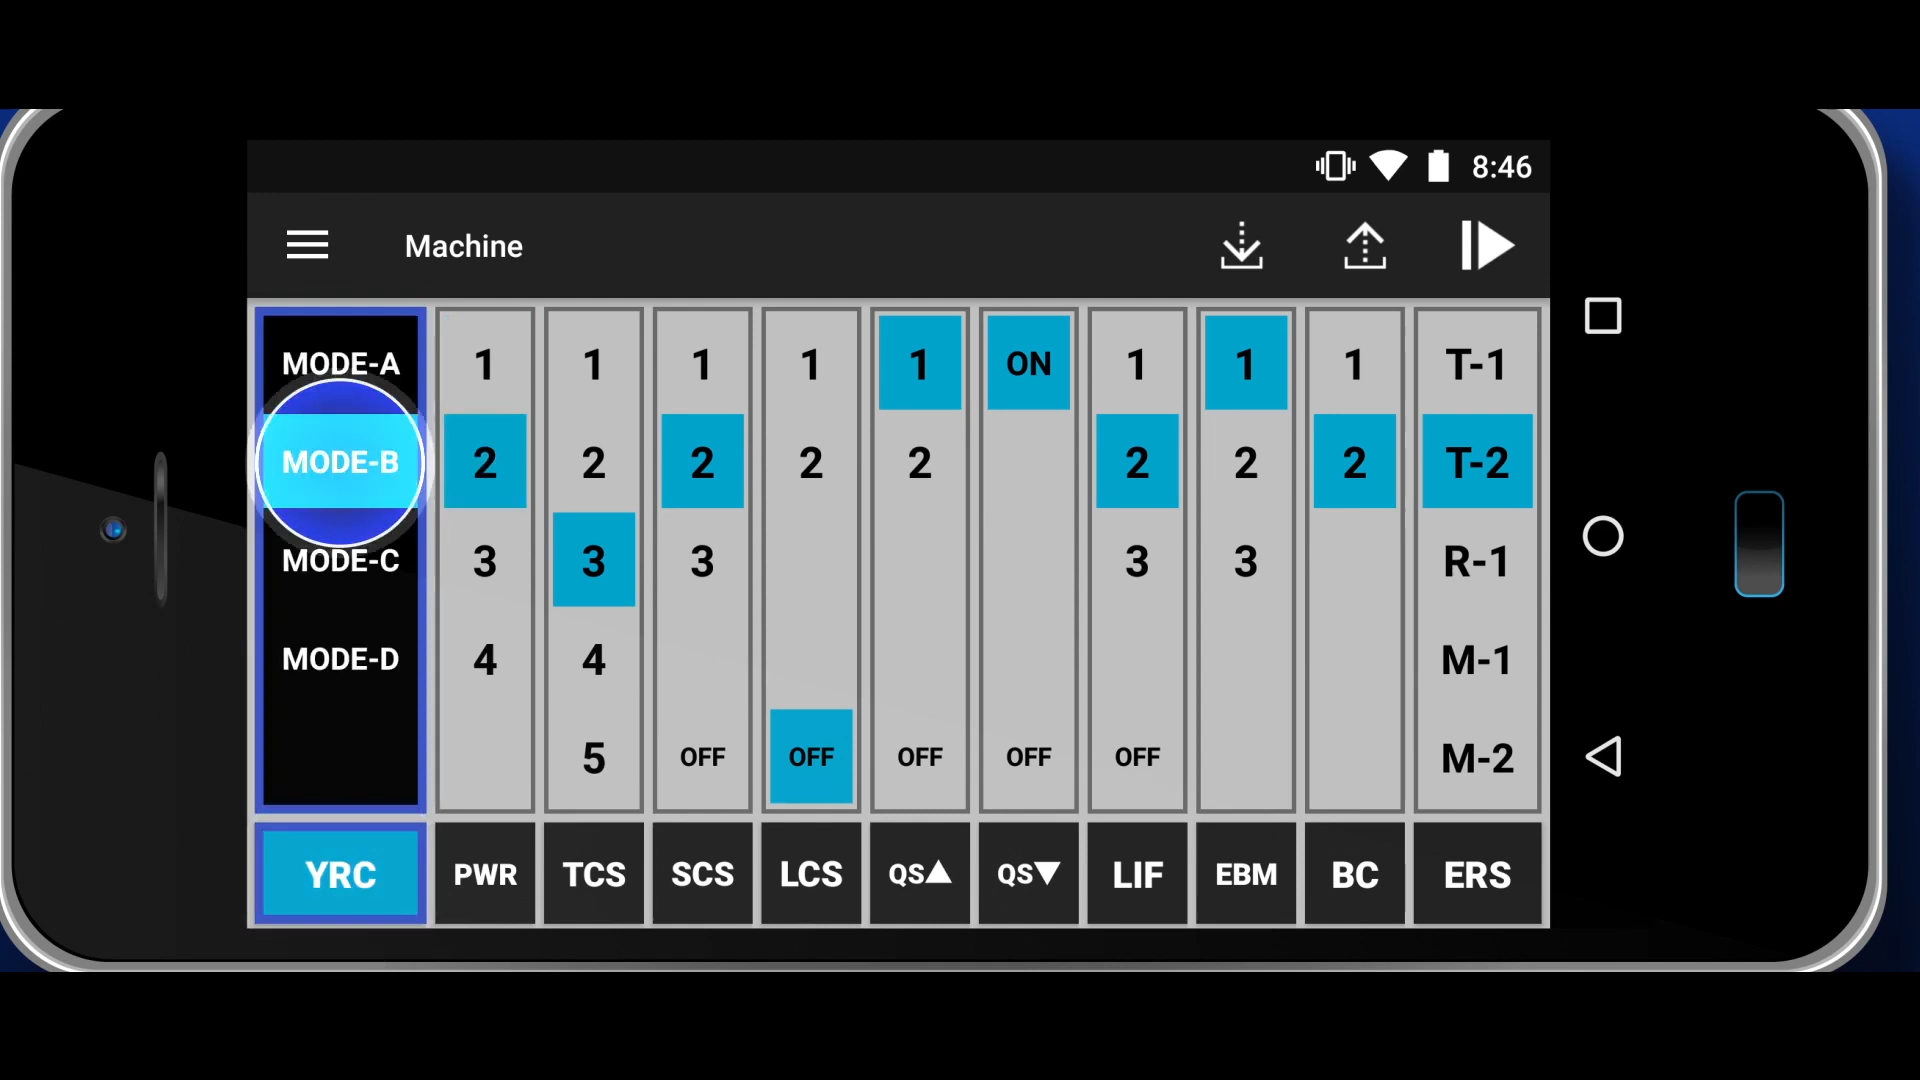 8:46
Machine
MODE-A 1 1 1 1 1 ON 1 1 1 T-1
MODE-B 2 2 2 2 2 2 2 2 T-2
MODE-C 3 3 3 3 3 R-1
MODE-D 4 4 M-1
5 OFF OFF OFF OFF OFF M-2
YRC PWR TCS SCS LCS QS▲ QS▼ LIF EBM BC ERS